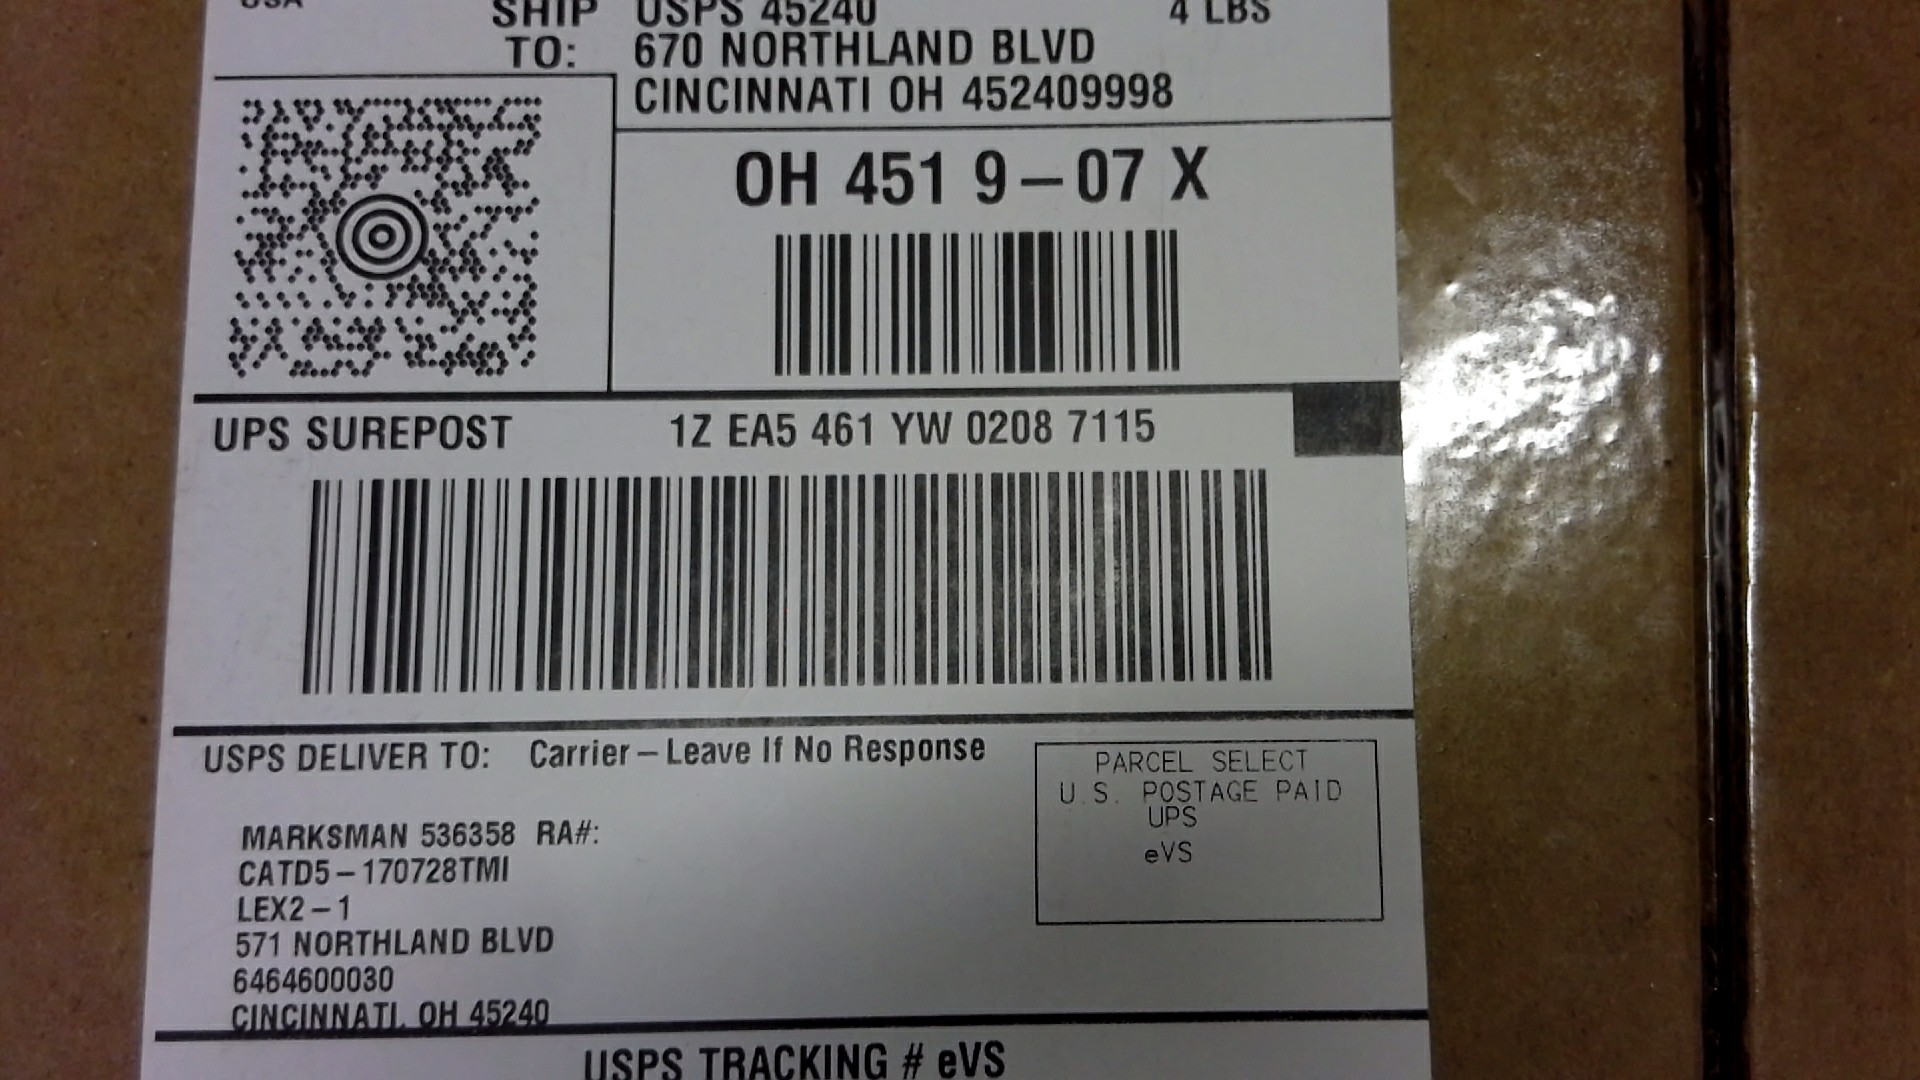 USA
SHIP TO: USPS 45240 4 LBS
670 NORTHLAND BLVD
CINCINNATI OH 452409998
OH 451 9-07 X
UPS SUREPOST 1Z EA5 461 YW 0208 7115
USPS DELIVER TO: Carrier-Leave If No Response
PARCEL SELECT
U.S. POSTAGE PAID
UPS
eVS
MARKSMAN 536358 RA#:
CATD5-170728TMI
LEX2-1
571 NORTHLAND BLVD
6464600030
CINCINNATI, OH 45240
USPS TRACKING # eVS